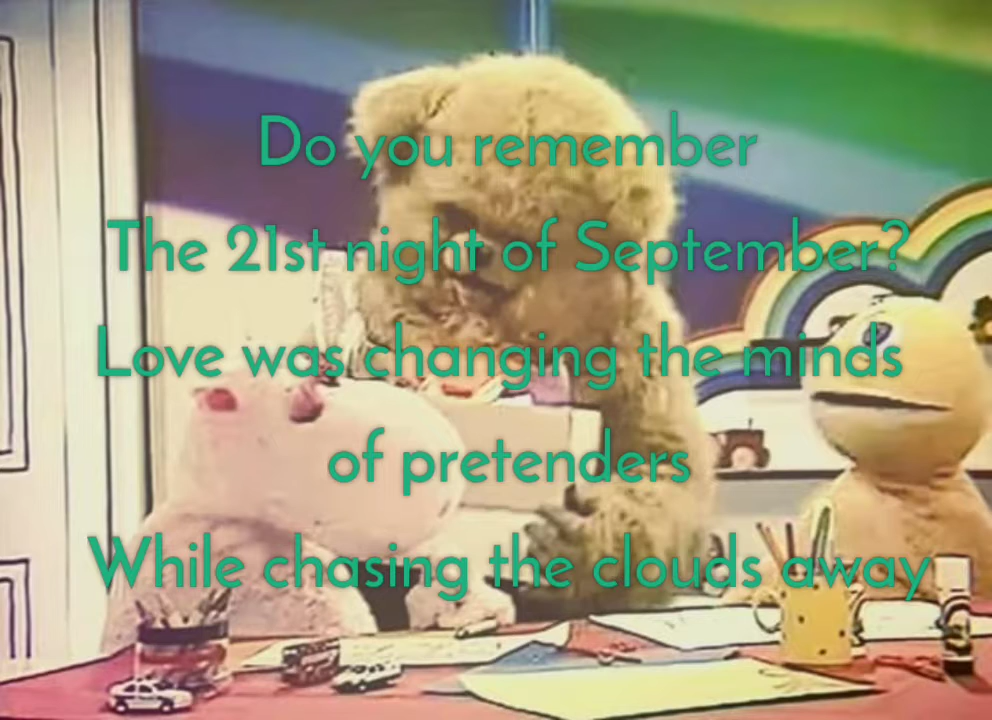 Do you remember
The 21st night of September?
Love was changing the minds
of pretenders
While chasing the clouds away